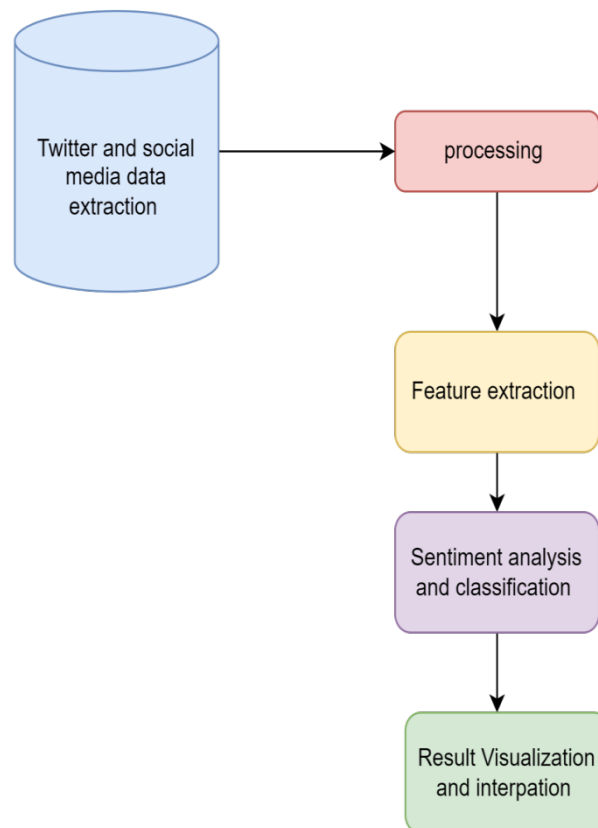 Twitter and social
media data
extraction
processing
Feature extraction
Sentiment analysis
and classification
Result Visualization
and interpation